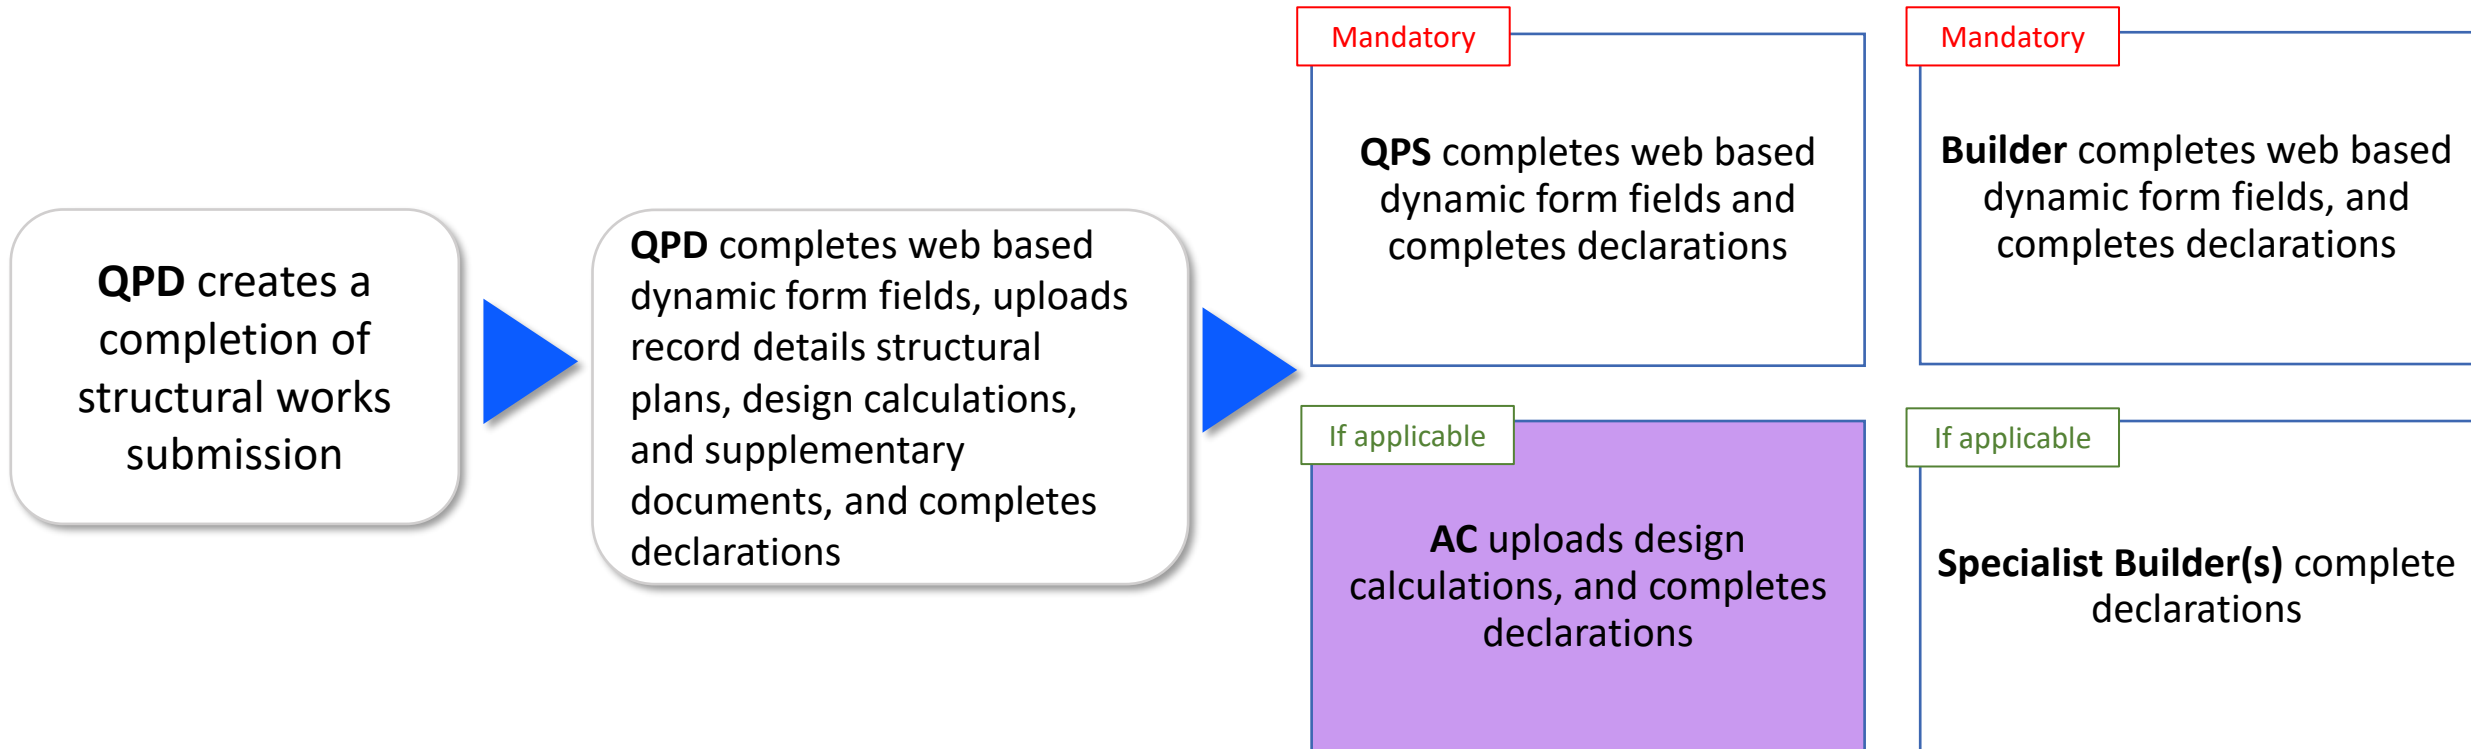 QPD creates a
completion of
structural works
submission
QPD completes web based
dynamic form fields, uploads
record details structural
plans, design calculations,
and supplementary
documents, and completes
declarations
Mandatory
QPS completes web based
dynamic form fields and
completes declarations
Mandatory
Builder completes web based
dynamic form fields, and
completes declarations
If applicable
AC uploads design
calculations, and completes
declarations
If applicable
Specialist Builder(s) complete
declarations